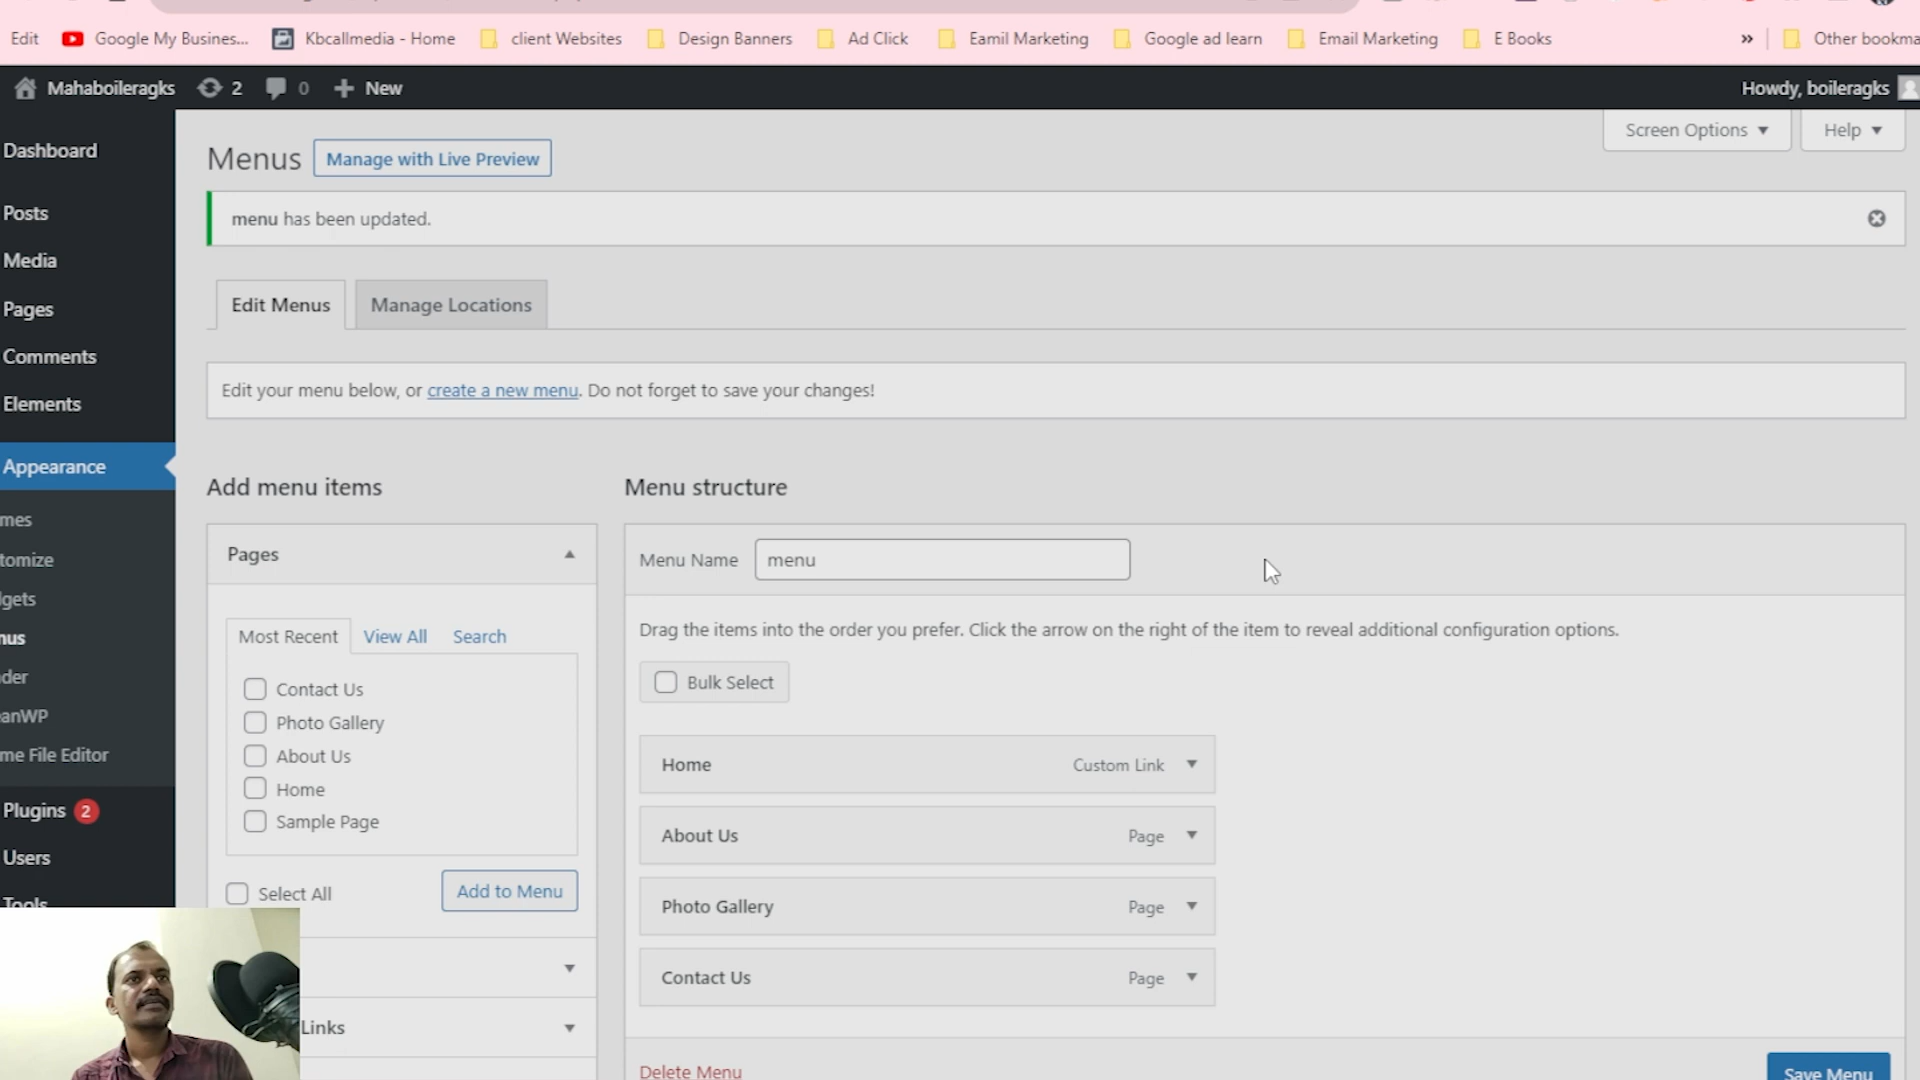 Edit Google My Busines... Kbcallmedia - Home client Websites Design Banners Ad Click Eamil Marketing Google ad learn Email Marketing E Books » Other bookma
Mahaboileragks 2 0 New Howdy, boileragks
Screen Options Help
Dashboard
Posts
Media
Pages
Comments
Elements
Appearance
mes
tomize
lgets
nus
der
eanWP
me File Editor
Plugins 2
Users
Tools
Menus Manage with Live Preview
menu has been updated.
Edit Menus Manage Locations
Edit your menu below, or create a new menu. Do not forget to save your changes!
Add menu items
Pages
Most Recent View All Search
Contact Us
Photo Gallery
About Us
Home
Sample Page
Select All Add to Menu
Links
Menu structure
Menu Name menu
Drag the items into the order you prefer. Click the arrow on the right of the item to reveal additional configuration options.
Bulk Select
Home Custom Link
About Us Page
Photo Gallery Page
Contact Us Page
Delete Menu Save Menu